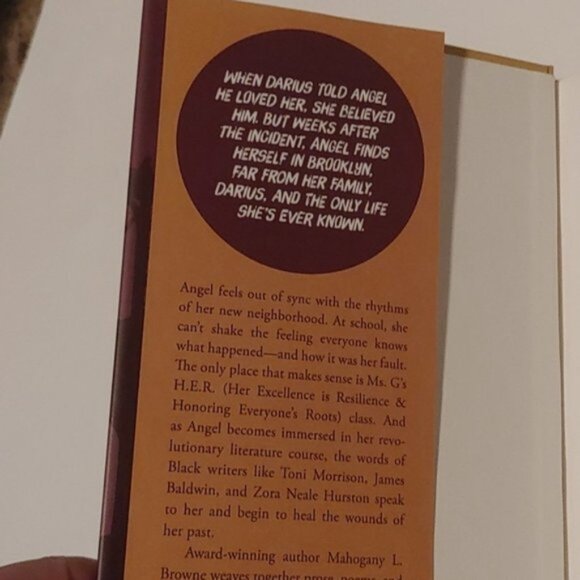 WHEN DARIUS TOLD ANGEL
HE LOVED HER, SHE BELIEVED
HIM. BUT WEEKS AFTER
THE INCIDENT, ANGEL FINDS
HERSELF IN BROOKLYN,
FAR FROM HER FAMILY,
DARIUS, AND THE ONLY LIFE
SHE'S EVER KNOWN.
Angel feels out of sync with the rhythms
of her new neighborhood. At school, she
can't shake the feeling everyone knows
what happened—and how it was her fault.
The only place that makes sense is Ms. G's
H.E.R. (Her Excellence is Resilience &
Honoring Everyone's Roots) class. And
as Angel becomes immersed in her revo-
lutionary literature course, the words of
Black writers like Toni Morrison, James
Baldwin, and Zora Neale Hurston speak
to her and begin to heal the wounds of
her past.
Award-winning author Mahogany L.
Browne weaves together prose, poems, and